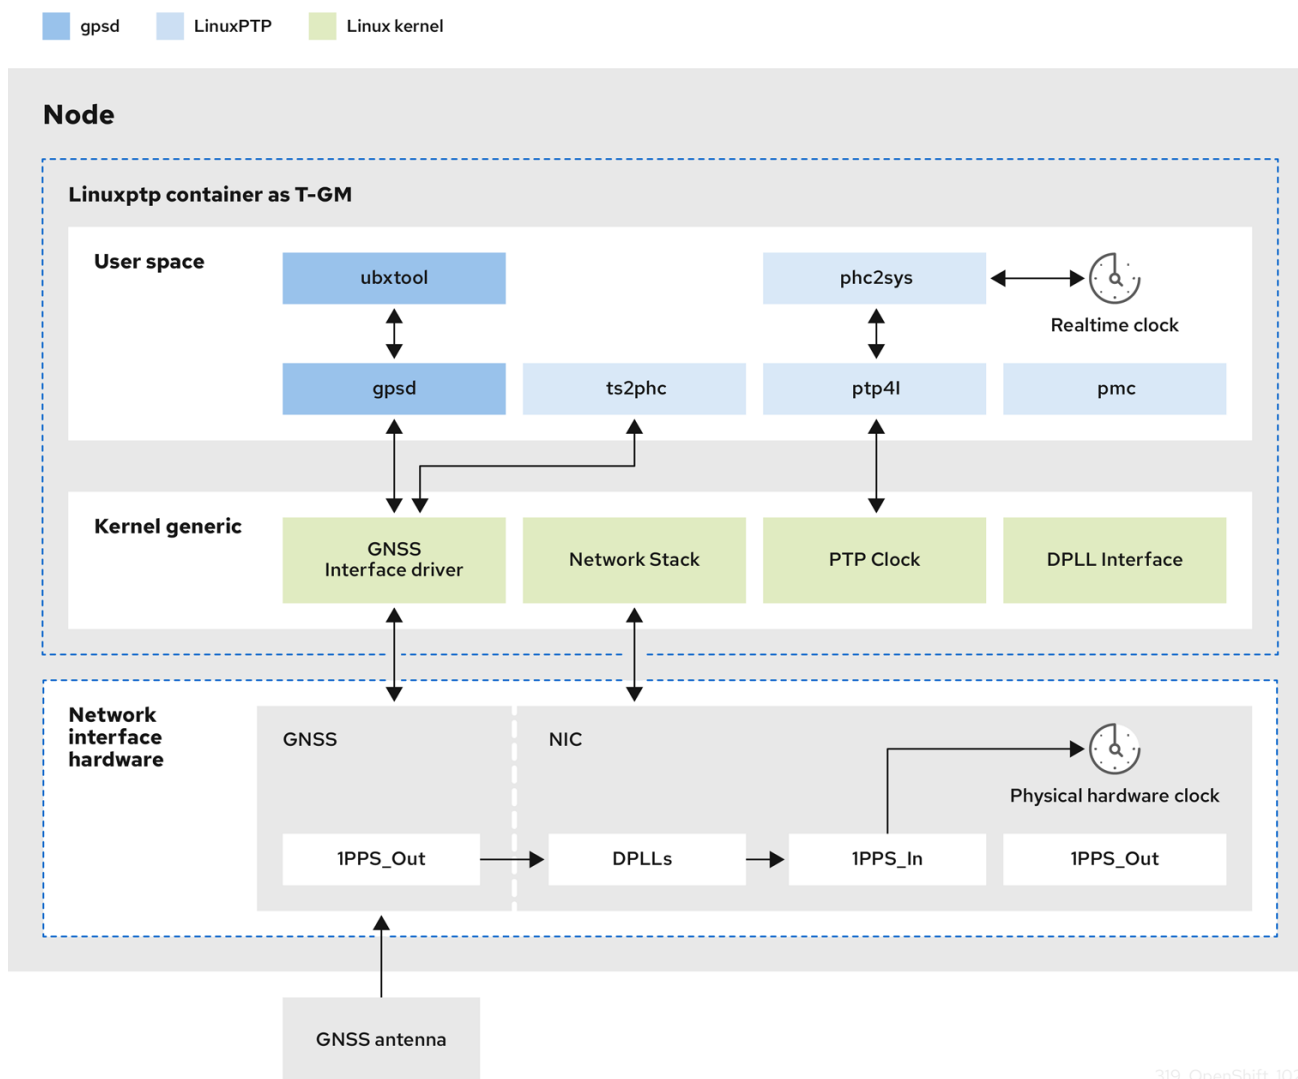 gpsd
LinuxPTP
Linux kernel
Node
Linuxptp container as T-GM
User space
ubxtool
phc2sys
Realtime clock
gpsd
ts2phc
ptp4l
pmc
Kernel generic
GNSS
Interface driver
Network Stack
PTP Clock
DPLL Interface
Network
interface
hardware
GNSS
NIC
Physical hardware clock
1PPS_Out
DPLLs
1PPS_In
1PPS_Out
GNSS antenna
319_OpenShift_102